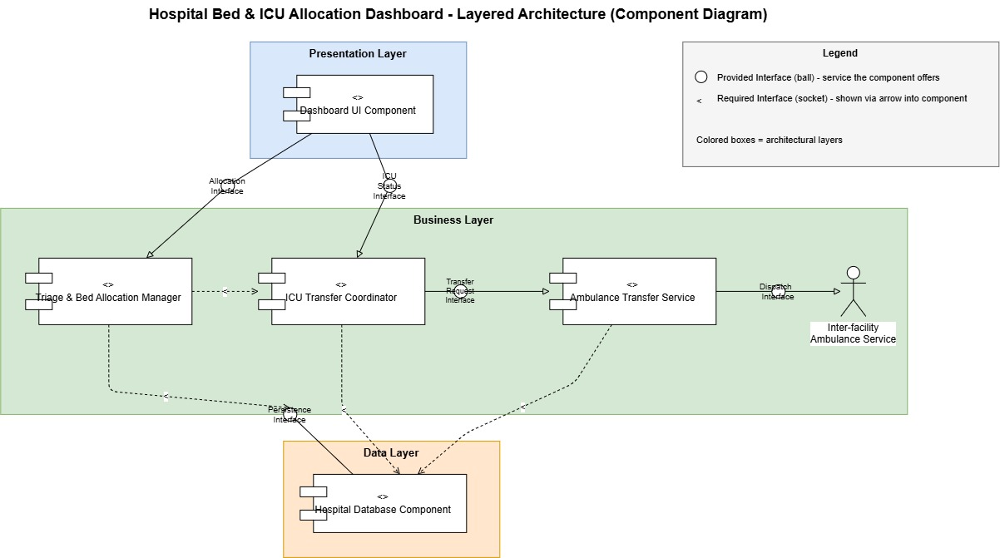 Hospital Bed & ICU Allocation Dashboard - Layered Architecture (Component Diagram)
Presentation Layer
<>
Dashboard UI Component
Legend
Provided Interface (ball) - service the component offers
<
Required Interface (socket) - shown via arrow into component
Colored boxes = architectural layers
Allocation
Interface
ICU
Status
Interface
Business Layer
<>
Triage & Bed Allocation Manager
<
<>
ICU Transfer Coordinator
Transfer
Request
Interface
<>
Ambulance Transfer Service
Dispatch
Interface
Inter-facility
Ambulance Service
<
Persistence
Interface
<
<
Data Layer
<>
Hospital Database Component